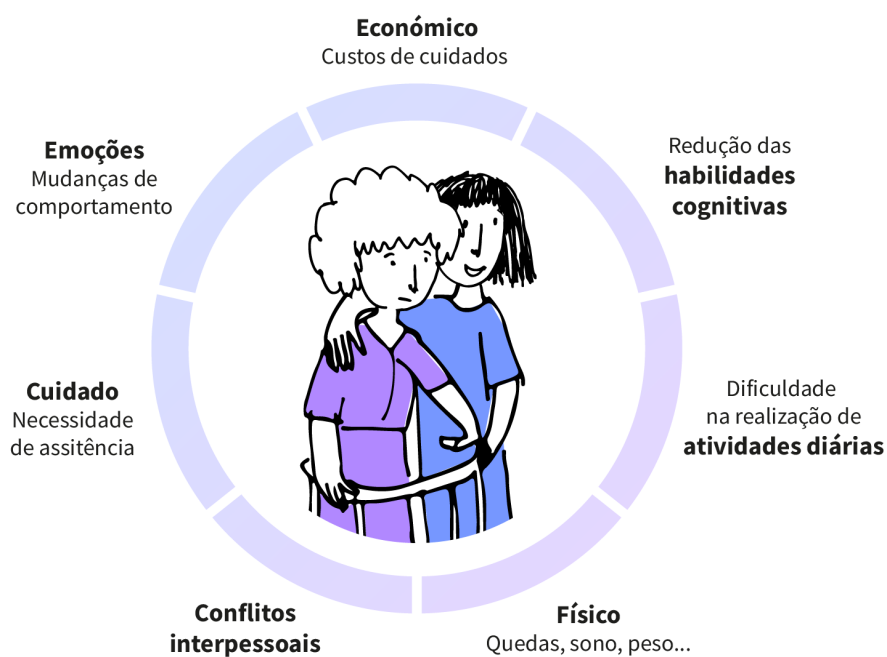 Económico
Custos de cuidados
Redução das
habilidades
cognitivas
Dificuldade
na realização de
atividades diárias
Físico
Quedas, sono, peso...
Conflitos
interpessoais
Cuidado
Necessidade
de assitência
Emoções
Mudanças de
comportamento